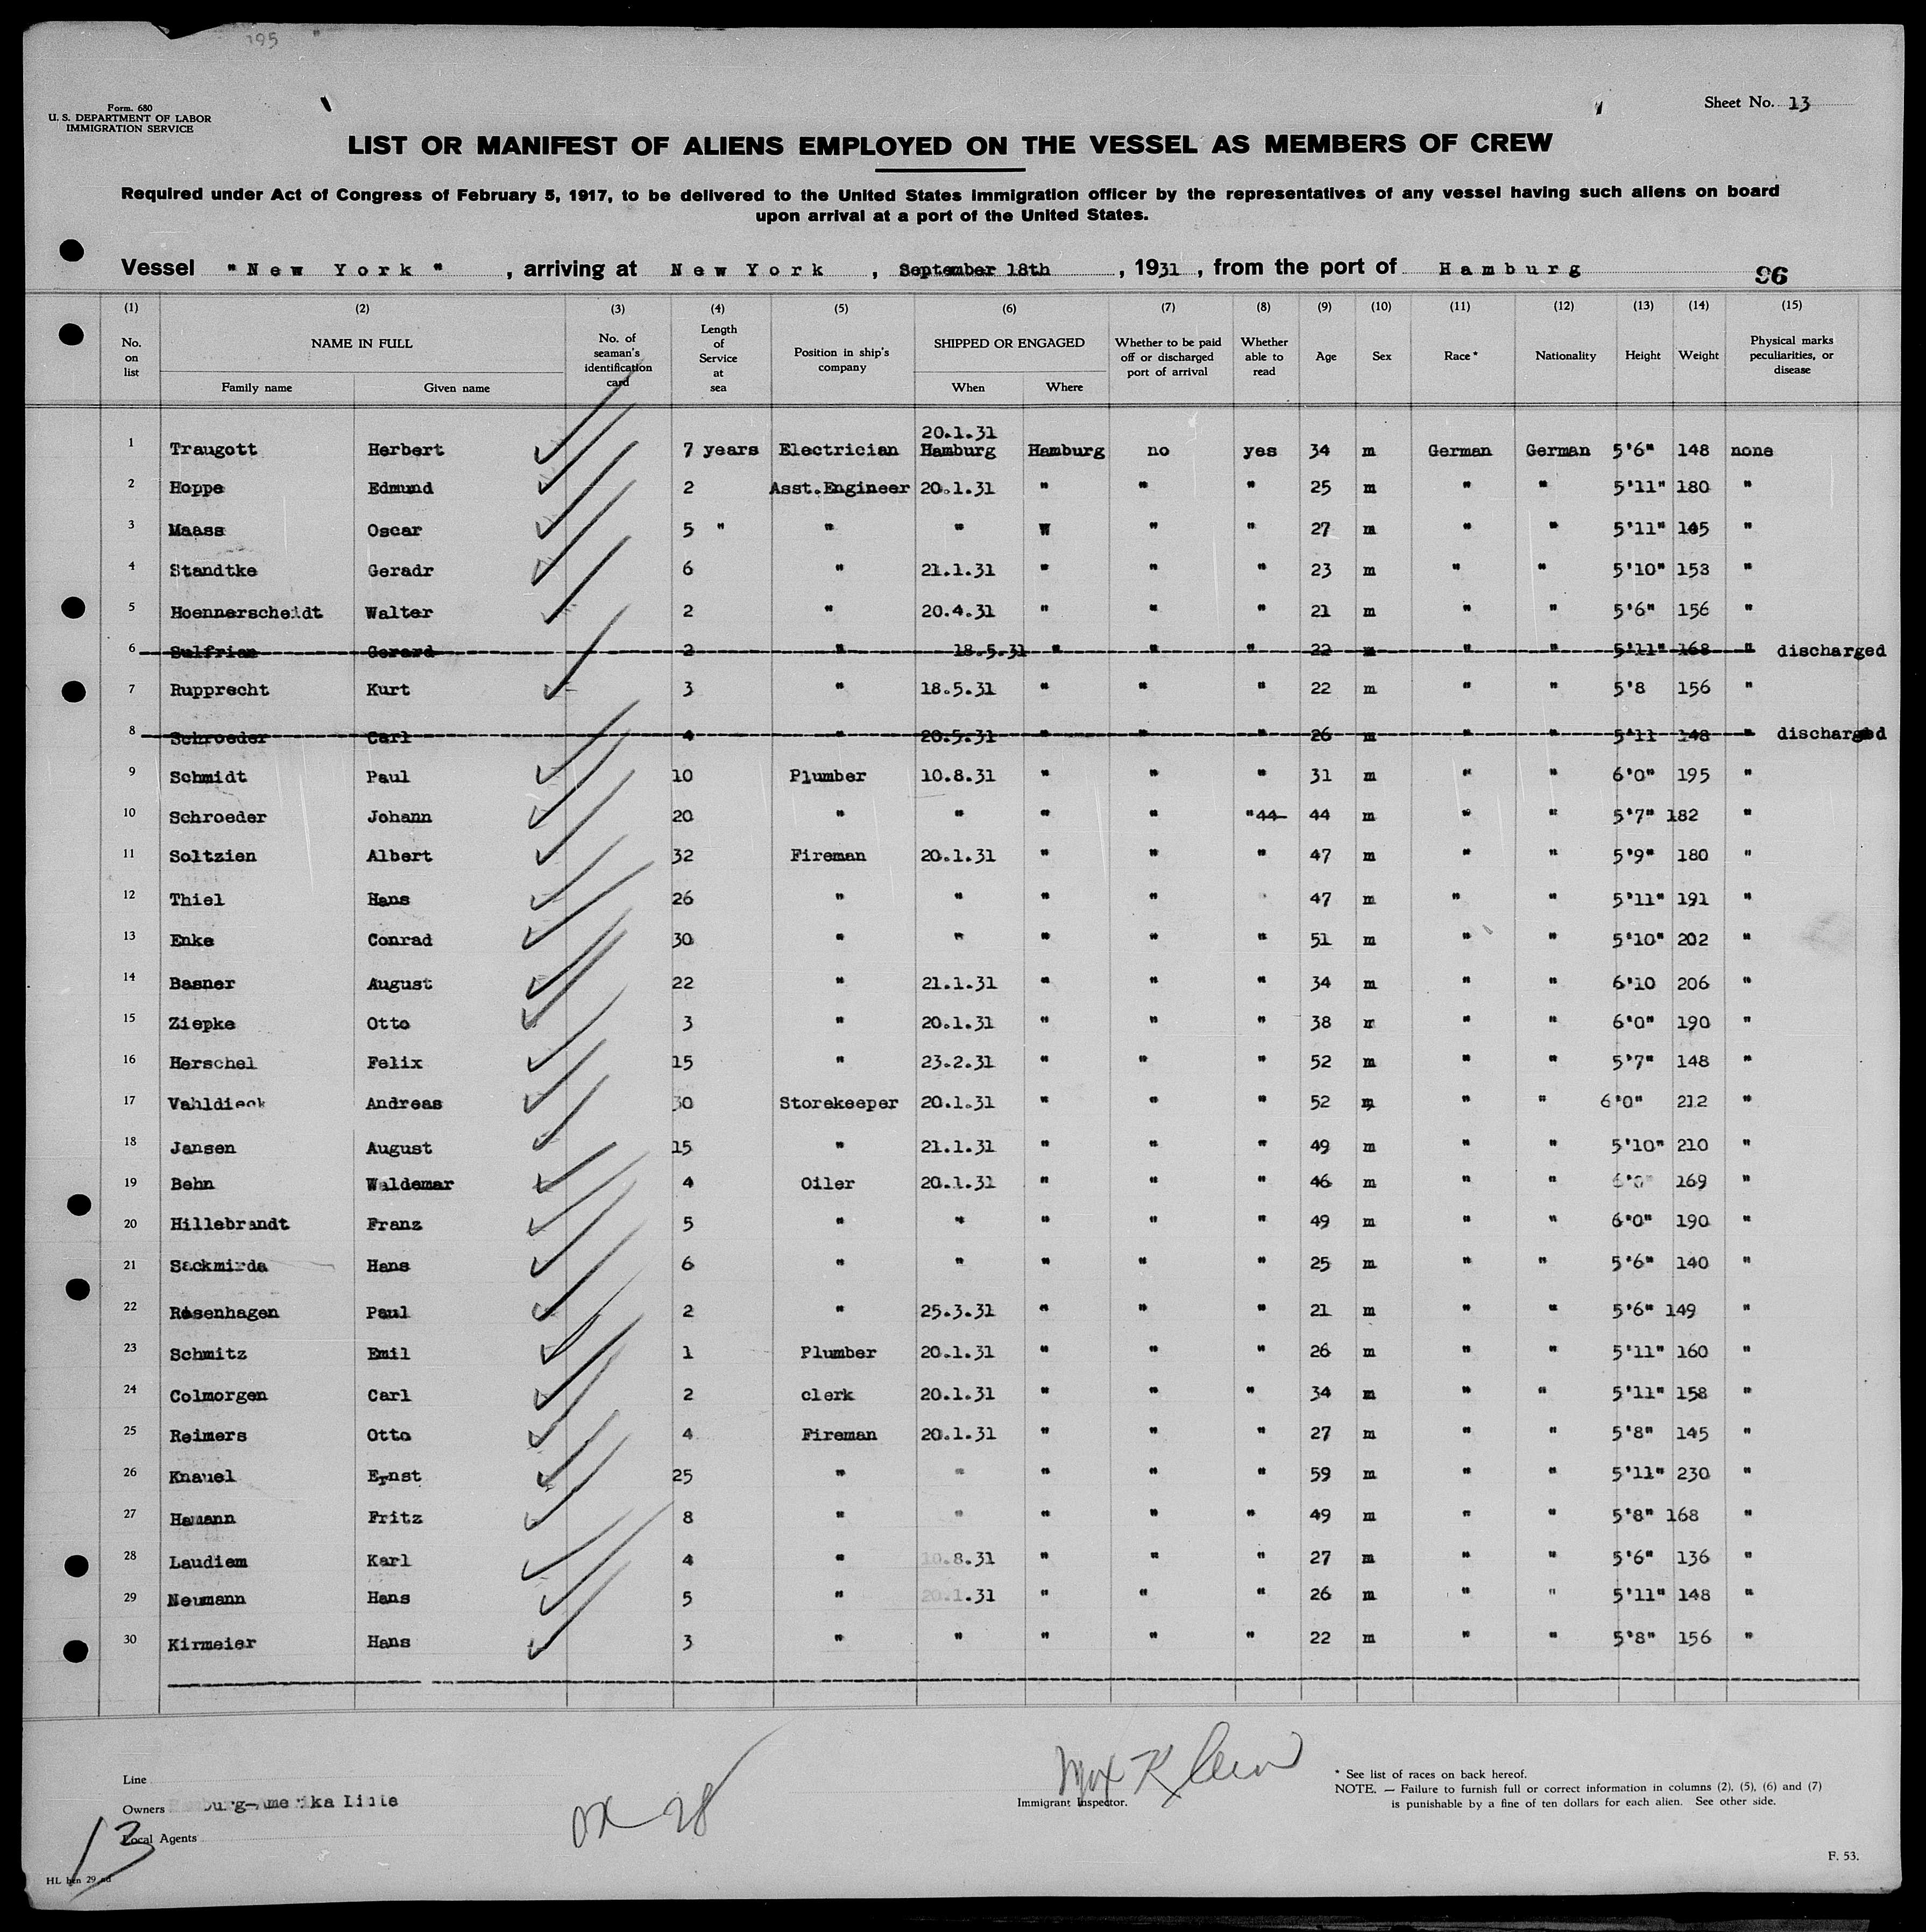 195 "
Form. 680
U. S. DEPARTMENT OF LABOR
IMMIGRATION SERVICE
Sheet No. 13
LIST OR MANIFEST OF ALIENS EMPLOYED ON THE VESSEL AS MEMBERS OF CREW
Required under Act of Congress of February 5, 1917, to be delivered to the United States immigration officer by the representatives of any vessel having such aliens on board
upon arrival at a port of the United States.
Vessel "New York", arriving at New York, September 18th, 1931, from the port of Hamburg
96
(1) (2) (3) (4) (5) (6) (7) (8) (9) (10) (11) (12) (13) (14) (15)
No. on list NAME IN FULL Family name Given name No. of seaman's identification card Length of Service at sea Position in ship's company SHIPPED OR ENGAGED When Where Whether to be paid off or discharged port of arrival Whether able to read Age Sex Race* Nationality Height Weight Physical marks peculiarities, or disease
20.1.31
1 Traugott Herbert 7 years Electrician Hamburg Hamburg no yes 34 m German German 5'6" 148 none
2 Hoppe Edmund 2 Asst.Engineer 20.1.31 " " " 25 m " " 5'11" 180 "
3 Maass Oscar 5 " " " W " " 27 m " " 5'11" 145 "
4 Standtke Geradr 6 " 21.1.31 " " " 23 m " " 5'10" 153 "
5 Hoennerscheidt Walter 2 " 20.4.31 " " " 21 m " " 5'6" 156 "
6 Sulfrian Gerard 2 " 18.5.31 " " " 22 m " " 5'11" 168 " discharged
7 Rupprecht Kurt 3 " 18.5.31 " " " 22 m " " 5'8 156 "
8 Schroeder Carl 4 " 20.5.31 " " " 26 m " " 5'11 148 " discharged
9 Schmidt Paul 10 Plumber 10.8.31 " " " 31 m " " 6'0" 195 "
10 Schroeder Johann 20 " " " " "44 44 m " " 5'7" 182 "
11 Soltzien Albert 32 Fireman 20.1.31 " " " 47 m " " 5'9" 180 "
12 Thiel Hans 26 " " " " 47 m " " 5'11" 191 "
13 Enke Conrad 30 " " " " " 51 m " " 5'10" 202 "
14 Basner August 22 " 21.1.31 " " " 34 m " " 6'10 206 "
15 Ziepke Otto 3 " 20.1.31 " " " 38 m " " 6'0" 190 "
16 Herschel Felix 15 " 23.2.31 " " " 52 m " " 5'7" 148 "
17 Vahldieck Andreas 30 Storekeeper 20.1.31 " " " 52 m " " 6'0" 212 "
18 Jansen August 15 " 21.1.31 " " " 49 m " " 5'10" 210 "
19 Behn Waldemar 4 Oiler 20.1.31 " " " 46 m " " 6'0" 169 "
20 Hillebrandt Franz 5 " " " " " 49 m " " 6'0" 190 "
21 Sackmirda Hans 6 " " " " " 25 m " " 5'6" 140 "
22 Rosenhagen Paul 2 " 25.3.31 " " " 21 m " " 5'6" 149 "
23 Schmitz Emil 1 Plumber 20.1.31 " " " 26 m " " 5'11" 160 "
24 Colmorgen Carl 2 clerk 20.1.31 " " " 34 m " " 5'11" 158 "
25 Reimers Otto 4 Fireman 20.1.31 " " " 27 m " " 5'8" 145 "
26 Knauel Ernst 25 " " " " " 59 m " " 5'11" 230 "
27 Hamann Fritz 8 " " " " " 49 m " " 5'8" 168 "
28 Laudiem Karl 4 " 10.8.31 " " " 27 m " " 5'6" 136 "
29 Neumann Hans 5 " 20.1.31 " " " 26 m " " 5'11" 148 "
30 Kirmeier Hans 3 " " " " " 22 m " " 5'8" 156 "
Line
Owners Hamburg-Amerika Linie
Local Agents
13
OK 28
Max Klein
Immigrant Inspector.
* See list of races on back hereof.
NOTE. — Failure to furnish full or correct information in columns (2), (5), (6) and (7)
is punishable by a fine of ten dollars for each alien. See other side.
F. 53.